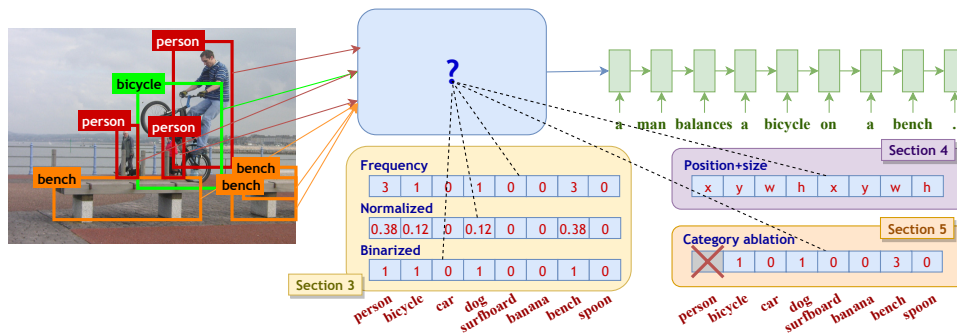 person
bicycle
person
person
bench
bench
bench
?
a man balances a bicycle on a bench .
Frequency
3 1 0 1 0 0 3 0
Normalized
0.38 0.12 0 0.12 0 0 0.38 0
Binarized
1 1 0 1 0 0 1 0
Section 3
person bicycle car dog surfboard banana bench spoon
Section 4
Position+size
x y w h x y w h
Section 5
Category ablation
1 0 1 0 0 3 0
person bicycle car dog surfboard banana bench spoon